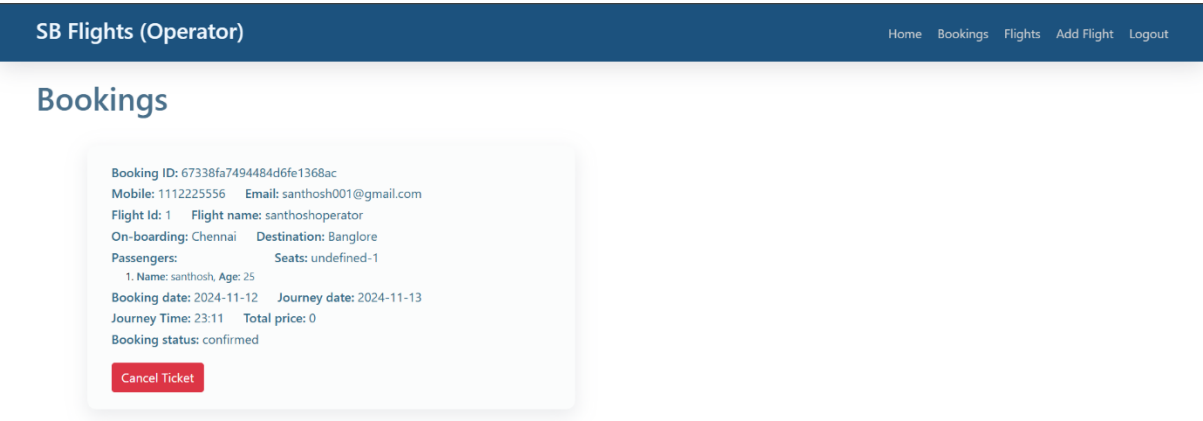 SB Flights (Operator) Home Bookings Flights Add Flight Logout
Bookings
Booking ID: 67338fa7494484d6fe1368ac
Mobile: 1112225556 Email: santhosh001@gmail.com
Flight Id: 1 Flight name: santhoshoperator
On-boarding: Chennai Destination: Banglore
Passengers: Seats: undefined-1
1. Name: santhosh, Age: 25
Booking date: 2024-11-12 Journey date: 2024-11-13
Journey Time: 23:11 Total price: 0
Booking status: confirmed
Cancel Ticket